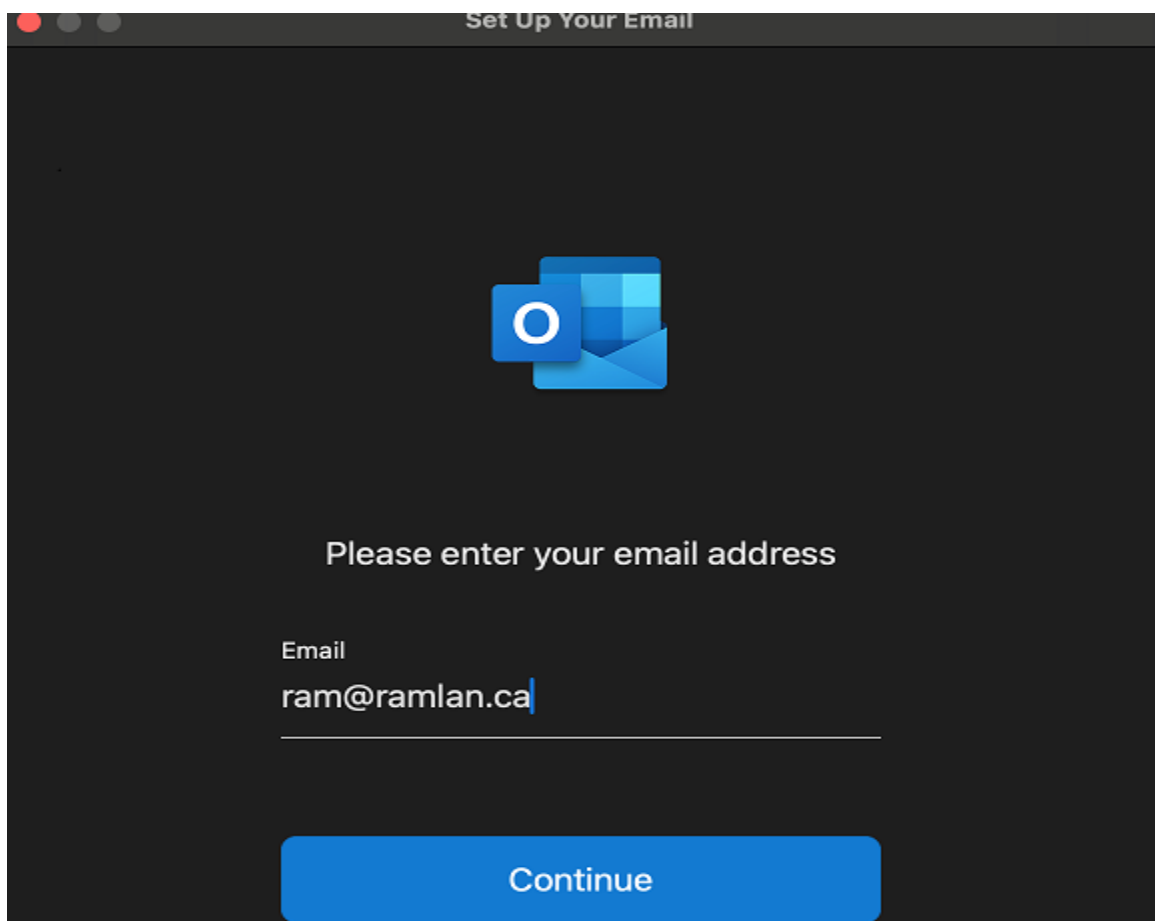 Set Up Your Email
O
Please enter your email address
Email
ram@ramlan.ca
Continue